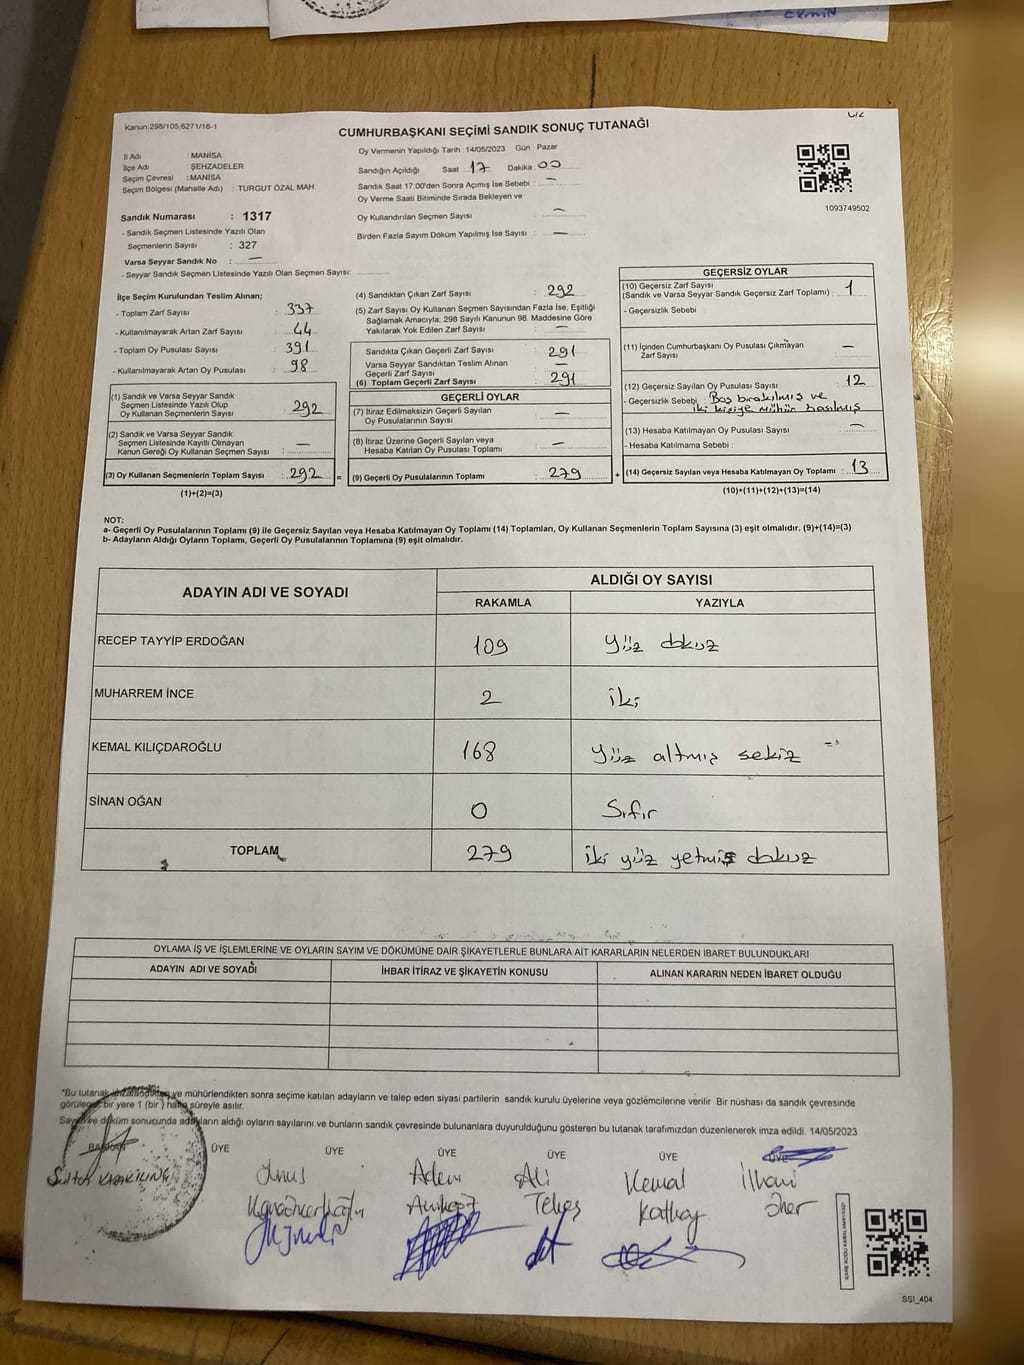 ERMİN
Kanun:298/105;6271/18-1
CUMHURBAŞKANI SEÇİMİ SANDIK SONUÇ TUTANAĞI
İl Adı : MANİSA
İlçe Adı : ŞEHZADELER
Seçim Çevresi : MANİSA
Seçim Bölgesi (Mahalle Adı) : TURGUT ÖZAL MAH.
Oy Vermenin Yapıldığı Tarih : 14/05/2023 Gün : Pazar
Sandığın Açıldığı Saat 17 Dakika 00
Sandık Saat 17:00'den Sonra Açımış İse Sebebi : —
Oy Verme Saati Bitiminde Sırada Bekleyen ve
Oy Kullandırılan Seçmen Sayısı —
Birden Fazla Sayım Döküm Yapılmış İse Sayısı : —
1093749502
Sandık Numarası : 1317
- Sandık Seçmen Listesinde Yazılı Olan
Seçmenlerin Sayısı : 327
Varsa Seyyar Sandık No : —
- Seyyar Sandık Seçmen Listesinde Yazılı Olan Seçmen Sayısı:
İlçe Seçim Kurulundan Teslim Alınan;
- Toplam Zarf Sayısı : 337
- Kullanılmayarak Artan Zarf Sayısı : 44
- Toplam Oy Pusulası Sayısı : 391
- Kullanılmayarak Artan Oy Pusulası : 98
(1) Sandık ve Varsa Seyyar Sandık
Seçmen Listesinde Yazılı Olup
Oy Kullanan Seçmenlerin Sayısı : 292
(2) Sandık ve Varsa Seyyar Sandık
Seçmen Listesinde Kayıtlı Olmayan
Kanun Gereği Oy Kullanan Seçmen Sayısı : —
(3) Oy Kullanan Seçmenlerin Toplam Sayısı : 292 =
(1)+(2)=(3)
(4) Sandıktan Çıkan Zarf Sayısı : 292
(5) Zarf Sayısı Oy Kullanan Seçmen Sayısından Fazla İse, Eşitliği
Sağlamak Amacıyla; 298 Sayılı Kanunun 98. Maddesine Göre
Yakılarak Yok Edilen Zarf Sayısı : —
Sandıkta Çıkan Geçerli Zarf Sayısı : 291
Varsa Seyyar Sandıktan Teslim Alınan
Geçerli Zarf Sayısı : —
(6) Toplam Geçerli Zarf Sayısı : 291
GEÇERLİ OYLAR
(7) İtiraz Edilmeksizin Geçerli Sayılan
Oy Pusulalarının Sayısı : —
(8) İtiraz Üzerine Geçerli Sayılan veya
Hesaba Katılan Oy Pusulası Toplamı : —
(9) Geçerli Oy Pusulalarının Toplamı : 279 +
GEÇERSİZ OYLAR
(10) Geçersiz Zarf Sayısı
(Sandık ve Varsa Seyyar Sandık Geçersiz Zarf Toplamı) : 1
- Geçersizlik Sebebi :
(11) İçinden Cumhurbaşkanı Oy Pusulası Çıkmayan
Zarf Sayısı : —
(12) Geçersiz Sayılan Oy Pusulası Sayısı : 12
- Geçersizlik Sebebi : Boş bırakılmış ve
iki kişiye mühür basılmış
(13) Hesaba Katılmayan Oy Pusulası Sayısı : —
- Hesaba Katılmama Sebebi :
(14) Geçersiz Sayılan veya Hesaba Katılmayan Oy Toplamı : 13
(10)+(11)+(12)+(13)=(14)
NOT:
a- Geçerli Oy Pusulalarının Toplamı (9) ile Geçersiz Sayılan veya Hesaba Katılmayan Oy Toplamı (14) Toplamları, Oy Kullanan Seçmenlerin Toplam Sayısına (3) eşit olmalıdır. (9)+(14)=(3)
b- Adayların Aldığı Oyların Toplamı, Geçerli Oy Pusulalarının Toplamına (9) eşit olmalıdır.
ADAYIN ADI VE SOYADI
ALDIĞI OY SAYISI
RAKAMLA YAZIYLA
RECEP TAYYİP ERDOĞAN 109 Yüz dokuz
MUHARREM İNCE 2 iki
KEMAL KILIÇDAROĞLU 168 Yüz altmış sekiz
SİNAN OĞAN 0 Sıfır
TOPLAM 279 iki yüz yetmiş dokuz
OYLAMA İŞ VE İŞLEMLERİNE VE OYLARIN SAYIM VE DÖKÜMÜNE DAİR ŞİKAYETLERLE BUNLARA AİT KARARLARIN NELERDEN İBARET BULUNDUKLARI
ADAYIN ADI VE SOYADI İHBAR İTİRAZ VE ŞİKAYETİN KONUSU ALINAN KARARIN NEDEN İBARET OLDUĞU
*Bu tutanak imzalandıktan ve mühürlendikten sonra seçime katılan adayların ve talep eden siyasi partilerin sandık kurulu üyelerine veya gözlemcilerine verilir Bir nüshası da sandık çevresinde
görülecek bir yere 1 (bir) hafta süreyle asılır.
Sayım ve döküm sonucunda adayların aldığı oyların sayılarını ve bunların sandık çevresinde bulunanlara duyurulduğunu gösteren bu tutanak tarafımızdan düzenlenerek imza edildi. 14/05/2023
BAŞKAN ÜYE ÜYE ÜYE ÜYE ÜYE ÜYE
Yunus Adem Ali Kemal İlhami
Tekeş
KARE KODU KARALAMAYINIZ!
SSI_404